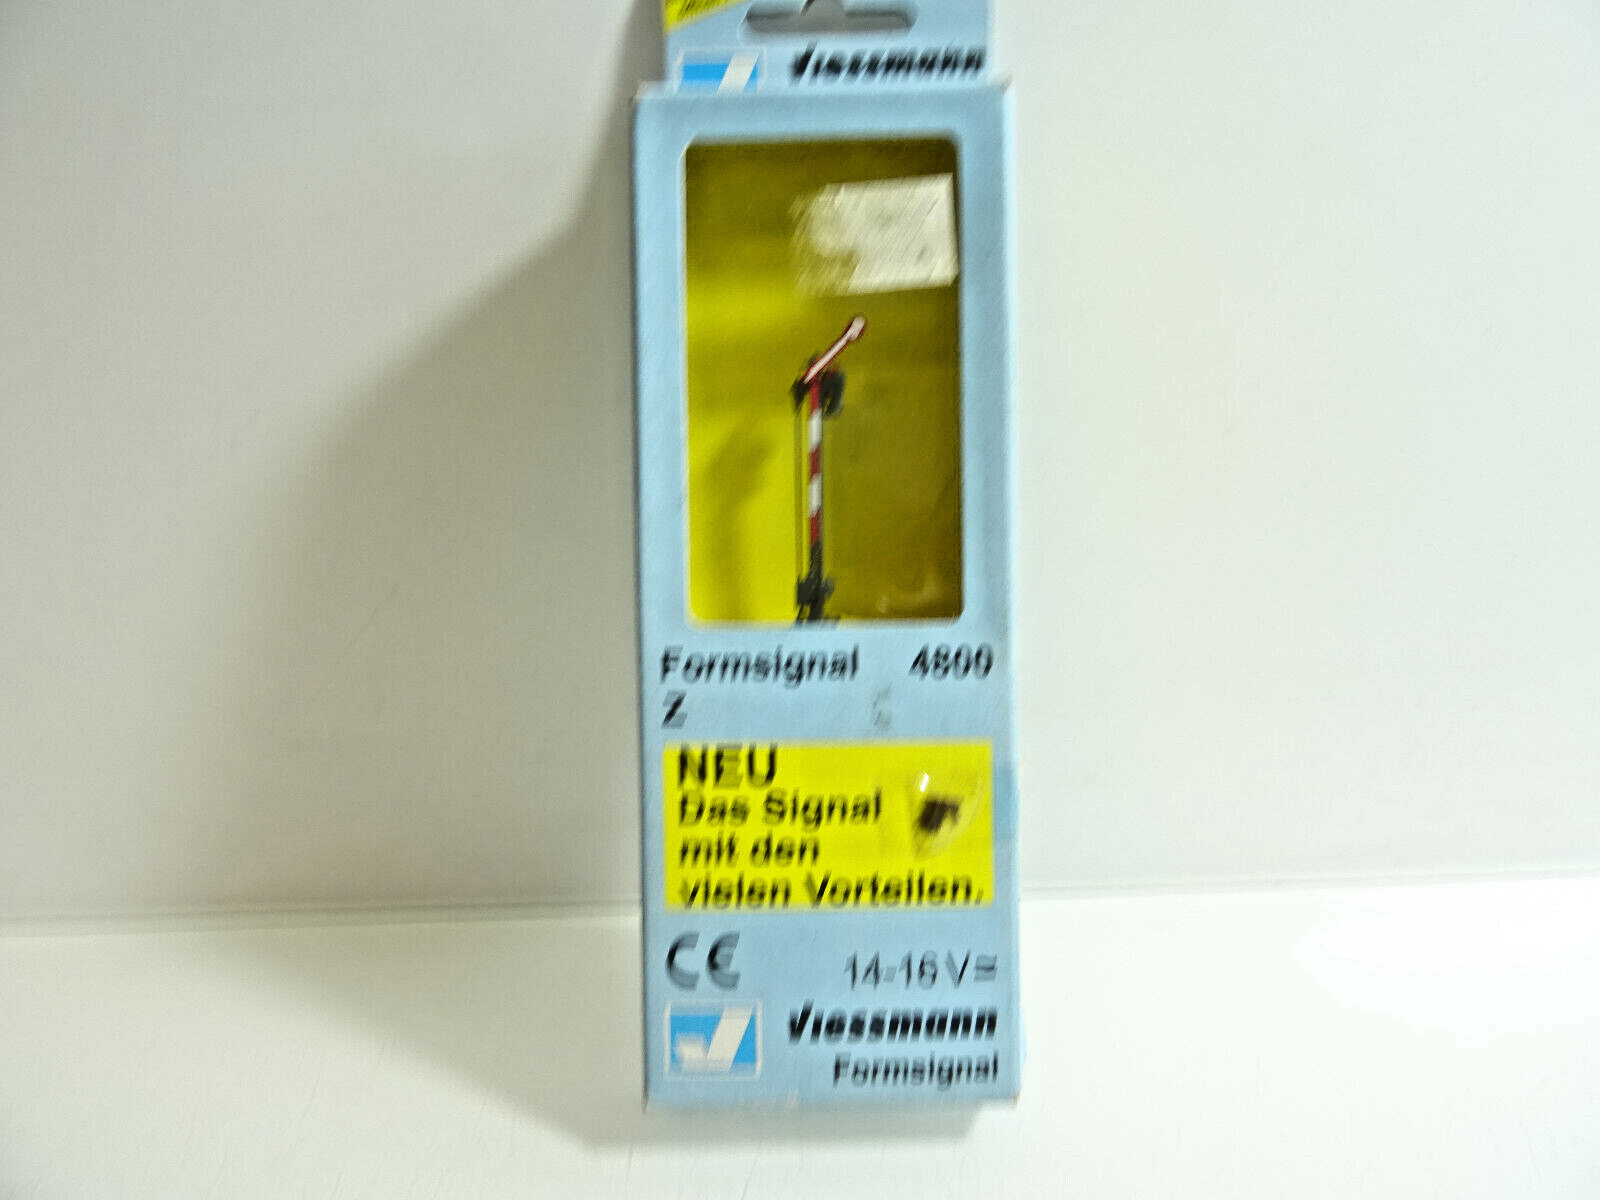 Viessmann
Formsignal 4800
Z
NEU
Das Signal
mit den
vielen Vorteilen.
CE
14-16 V≂
Viessmann
Formsignal